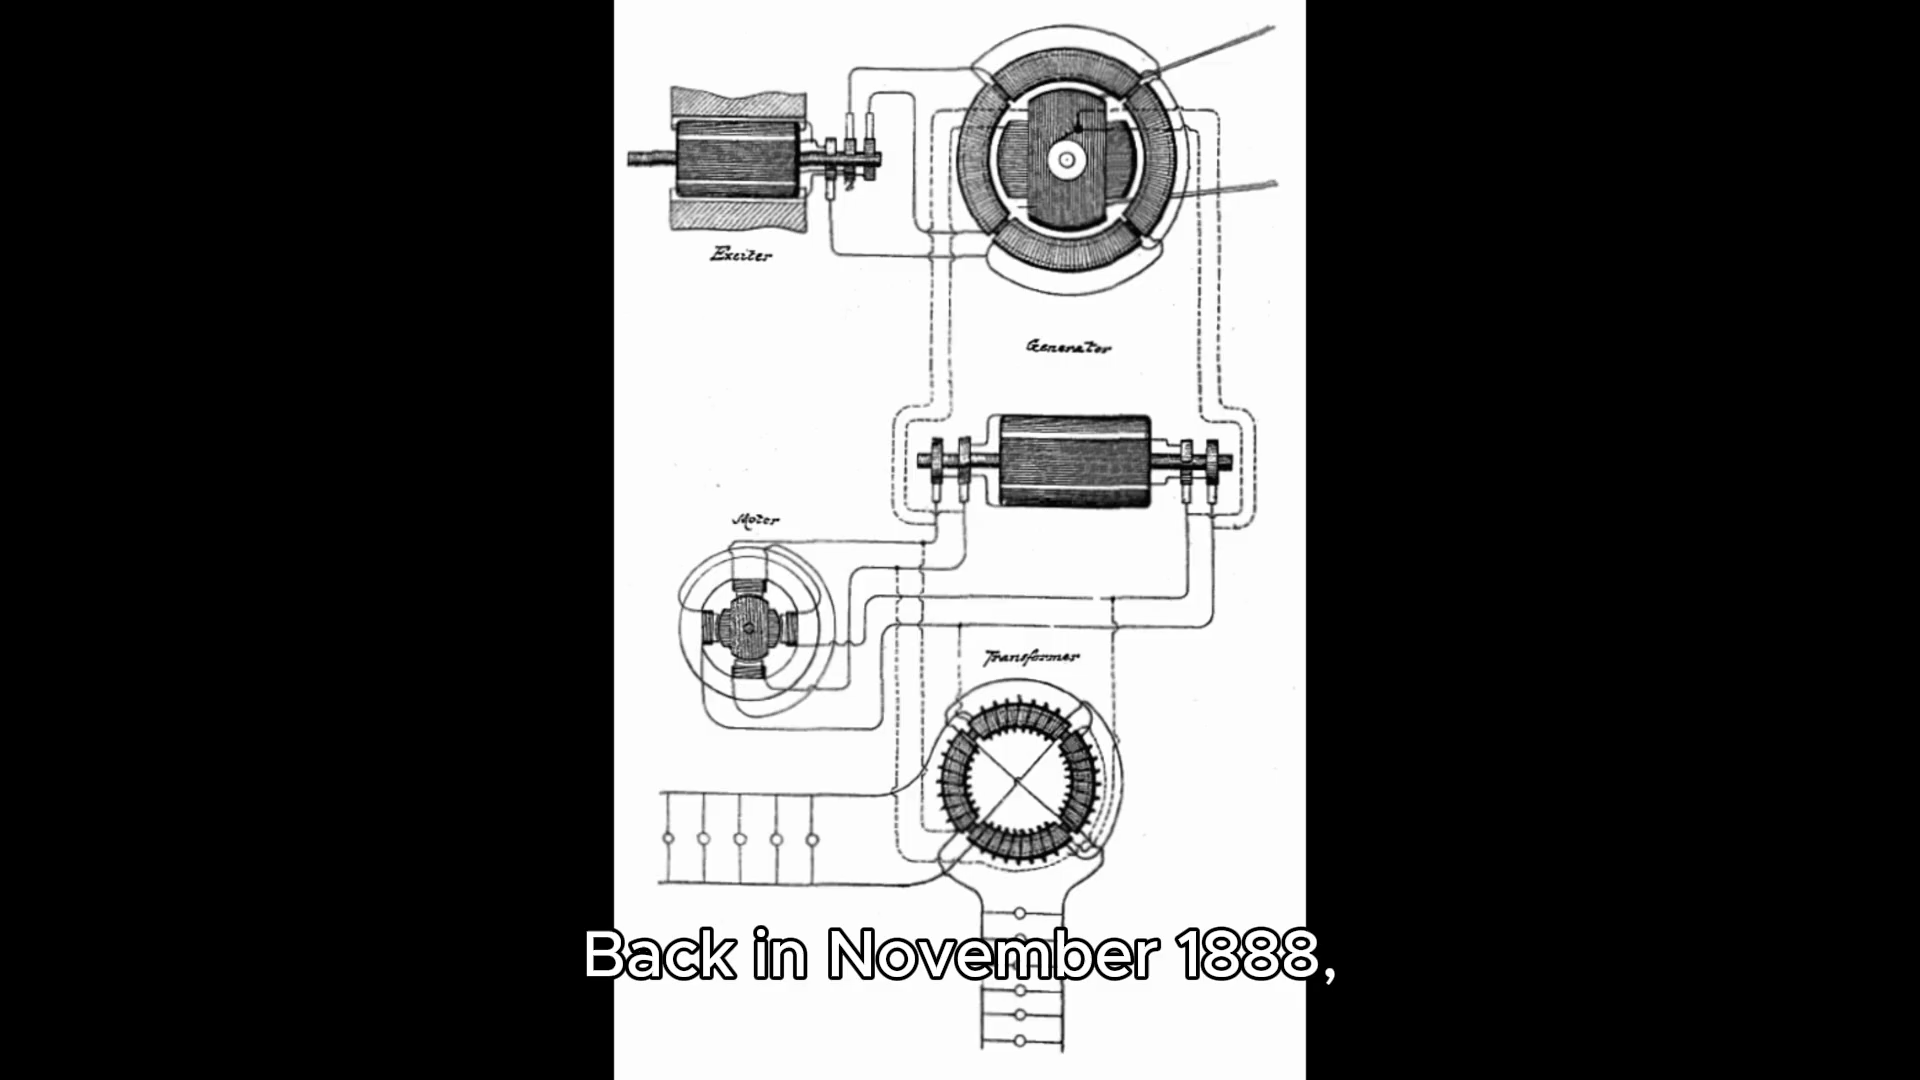 Exciter
Generator
Motor
Transformer
Back in November 1888,